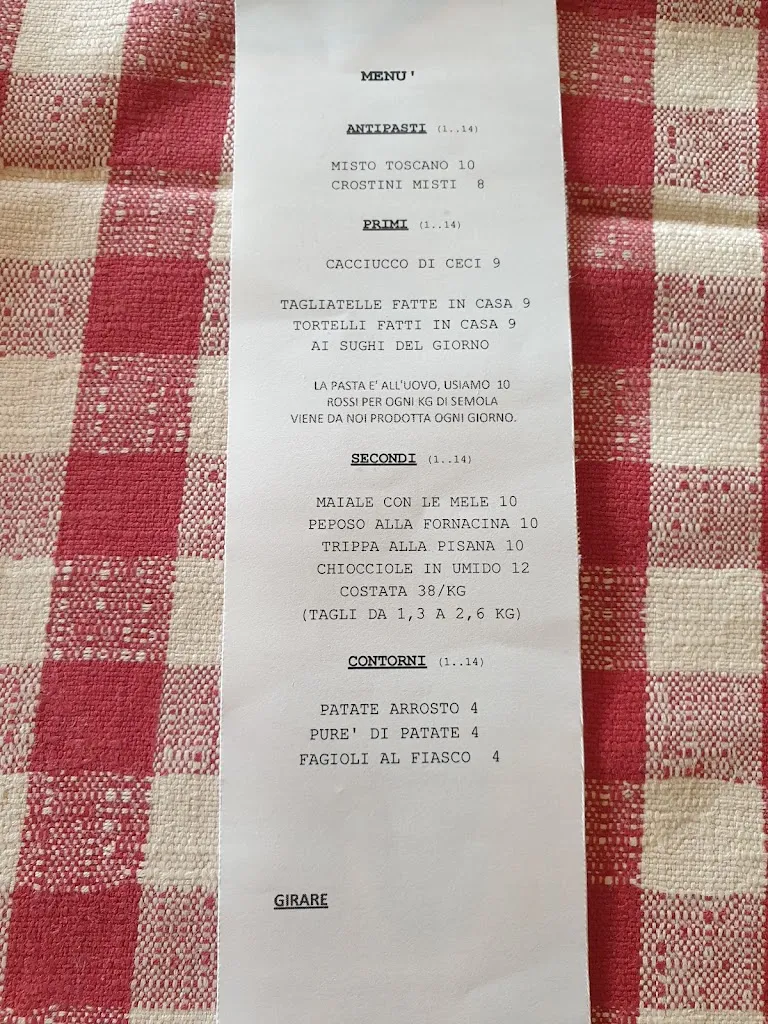 MENU'
ANTIPASTI (1..14)
MISTO TOSCANO 10
CROSTINI MISTI 8
PRIMI (1..14)
CACCIUCCO DI CECI 9
TAGLIATELLE FATTE IN CASA 9
TORTELLI FATTI IN CASA 9
AI SUGHI DEL GIORNO
LA PASTA E' ALL'UOVO, USIAMO 10
ROSSI PER OGNI KG DI SEMOLA
VIENE DA NOI PRODOTTA OGNI GIORNO.
SECONDI (1..14)
MAIALE CON LE MELE 10
PEPOSO ALLA FORNACINA 10
TRIPPA ALLA PISANA 10
CHIOCCIOLE IN UMIDO 12
COSTATA 38/KG
(TAGLI DA 1,3 A 2,6 KG)
CONTORNI (1..14)
PATATE ARROSTO 4
PURE' DI PATATE 4
FAGIOLI AL FIASCO 4
GIRARE